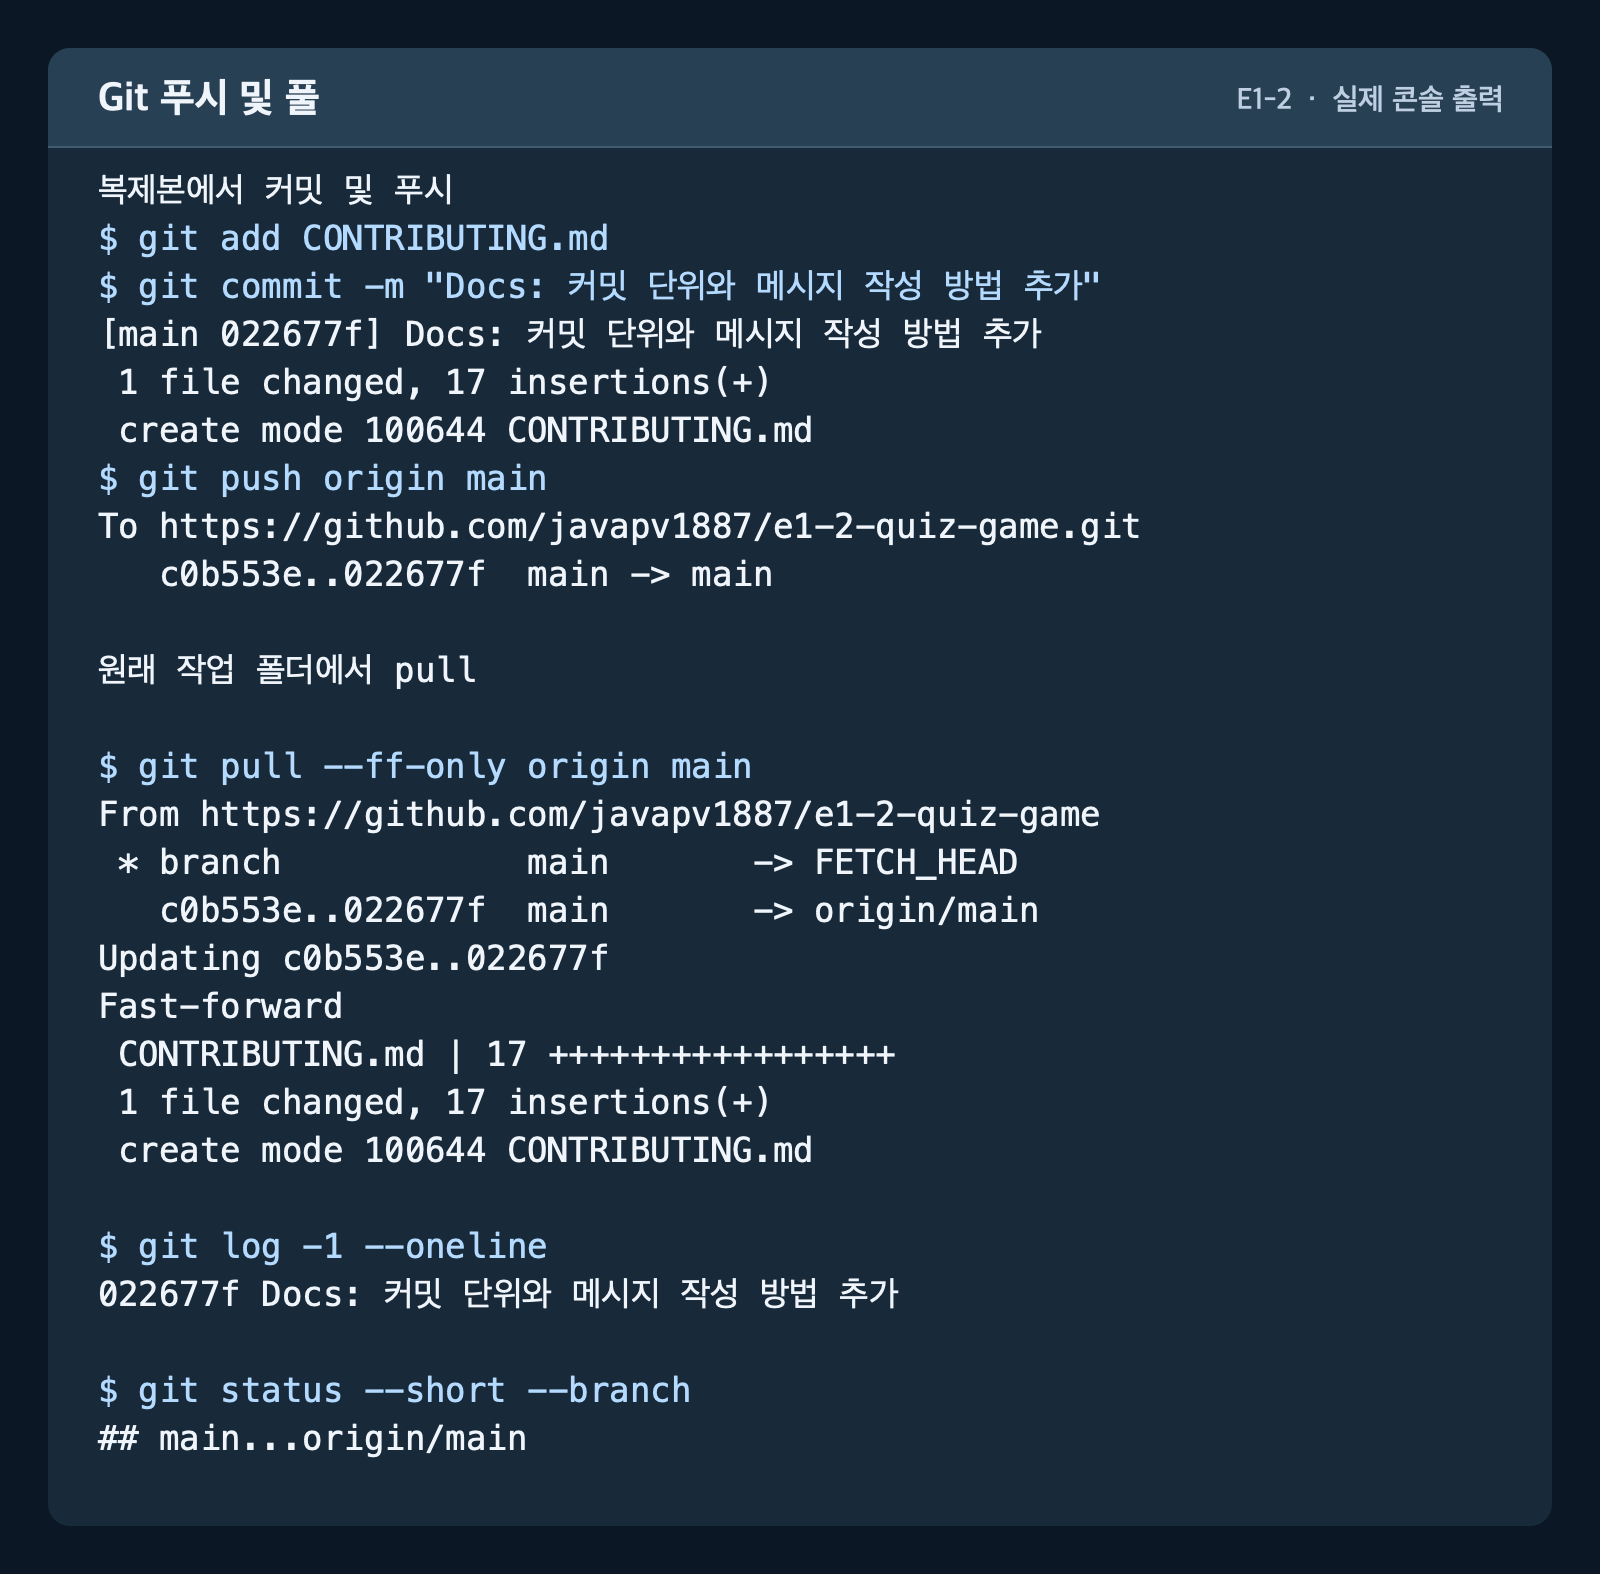 Git 푸시 및 풀
E1-2 · 실제 콘솔 출력
복제본에서 커밋 및 푸시
$ git add CONTRIBUTING.md
$ git commit -m "Docs: 커밋 단위와 메시지 작성 방법 추가"
[main 022677f] Docs: 커밋 단위와 메시지 작성 방법 추가
 1 file changed, 17 insertions(+)
 create mode 100644 CONTRIBUTING.md
$ git push origin main
To https://github.com/javapv1887/e1-2-quiz-game.git
   c0b553e..022677f  main -> main
원래 작업 폴더에서 pull
$ git pull --ff-only origin main
From https://github.com/javapv1887/e1-2-quiz-game
 * branch            main       -> FETCH_HEAD
   c0b553e..022677f  main       -> origin/main
Updating c0b553e..022677f
Fast-forward
 CONTRIBUTING.md | 17 +++++++++++++++++
 1 file changed, 17 insertions(+)
 create mode 100644 CONTRIBUTING.md
$ git log -1 --oneline
022677f Docs: 커밋 단위와 메시지 작성 방법 추가
$ git status --short --branch
## main...origin/main